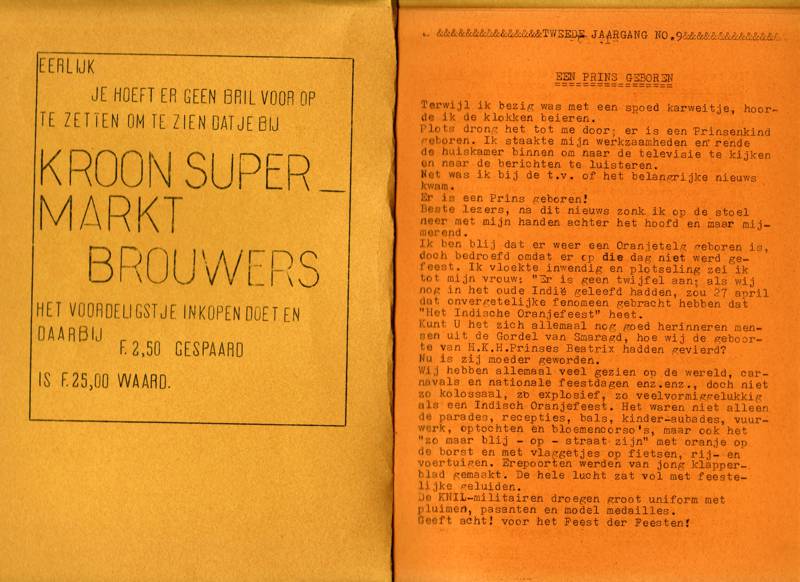 EERLIJK
JE HOEFT ER GEEN BRIL VOOR OP
TE ZETTEN OM TE ZIEN DAT JE BIJ
KROON SUPER_
MARKT
BROUWERS
HET VOORDELIGST JE INKOPEN DOET EN
DAARBIJ
F. 2,50 GESPAARD
IS F. 25,00 WAARD.
&&&&&&&&&&&&&&&TWEEDE JAARGANG NO.9&&&&&&&&&&&&&&
EEN PRINS GEBOREN
=================
Terwijl ik bezig was met een spoed karweitje, hoor-
de ik de klokken beieren.
Plots drong het tot me door; er is een Prinsenkind
geboren. Ik staakte mijn werkzaamheden en rende
de huiskamer binnen om naar de televisie te kijken
en naar de berichten te luisteren.
Net was ik bij de t.v. of het belangrijke nieuws
kwam.
Er is een Prins geboren!
Beste lezers, na dit nieuws zonk ik op de stoel
neer met mijn handen achter het hoofd en maar mij-
merend.
Ik ben blij dat er weer een Oranjetelg geboren is,
doch bedroefd omdat er op die dag niet werd ge-
feest. Ik vloekte inwendig en plotseling zei ik
tot mijn vrouw: "Er is geen twijfel aan; als wij
nog in het oude Indië geleefd hadden, zou 27 april
dat onvergetelijke fenomeen gebracht hebben dat
"Het Indische Oranjefeest" heet.
Kunt U het zich allemaal nog goed herinneren men-
sen uit de Gordel van Smaragd, hoe wij de geboor-
te van H.K.H.Prinses Beatrix hadden gevierd?
Nu is zij moeder geworden.
Wij hebben allemaal veel gezien op de wereld, car-
navals en nationale feestdagen enz.enz., doch niet
zo kolossaal, zo explosief, zo veelvormiggelukkig
als een Indisch Oranjefeest. Het waren niet alleen
de parades, recepties, bals, kinder-aubades, vuur-
werk, optochten en bloemencorso's, maar ook het
"zo maar blij - op - straat zijn" met oranje op
de borst en met vlaggetjes op fietsen, rij- en
voertuigen. Erepoorten werden van jong klapper-
blad gemaakt. De hele lucht zat vol met feeste-
lijke geluiden.
De KNIL-militairen droegen groot uniform met
pluimen, pasanten en model medailles.
Geeft acht! voor het Feest der Feesten!